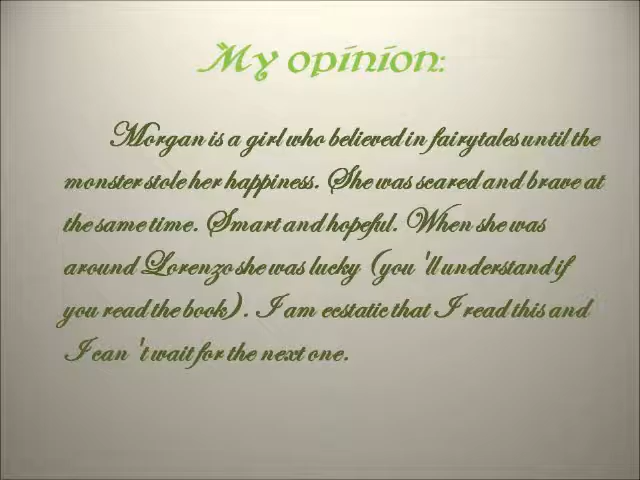 My opinion:
Morgan is a girl who believed in fairytales until the
monster stole her happiness. She was scared and brave at
the same time. Smart and hopeful. When she was
around Lorenzo she was lucky (you 'll understand if
you read the book). I am ecstatic that I read this and
I can 't wait for the next one.